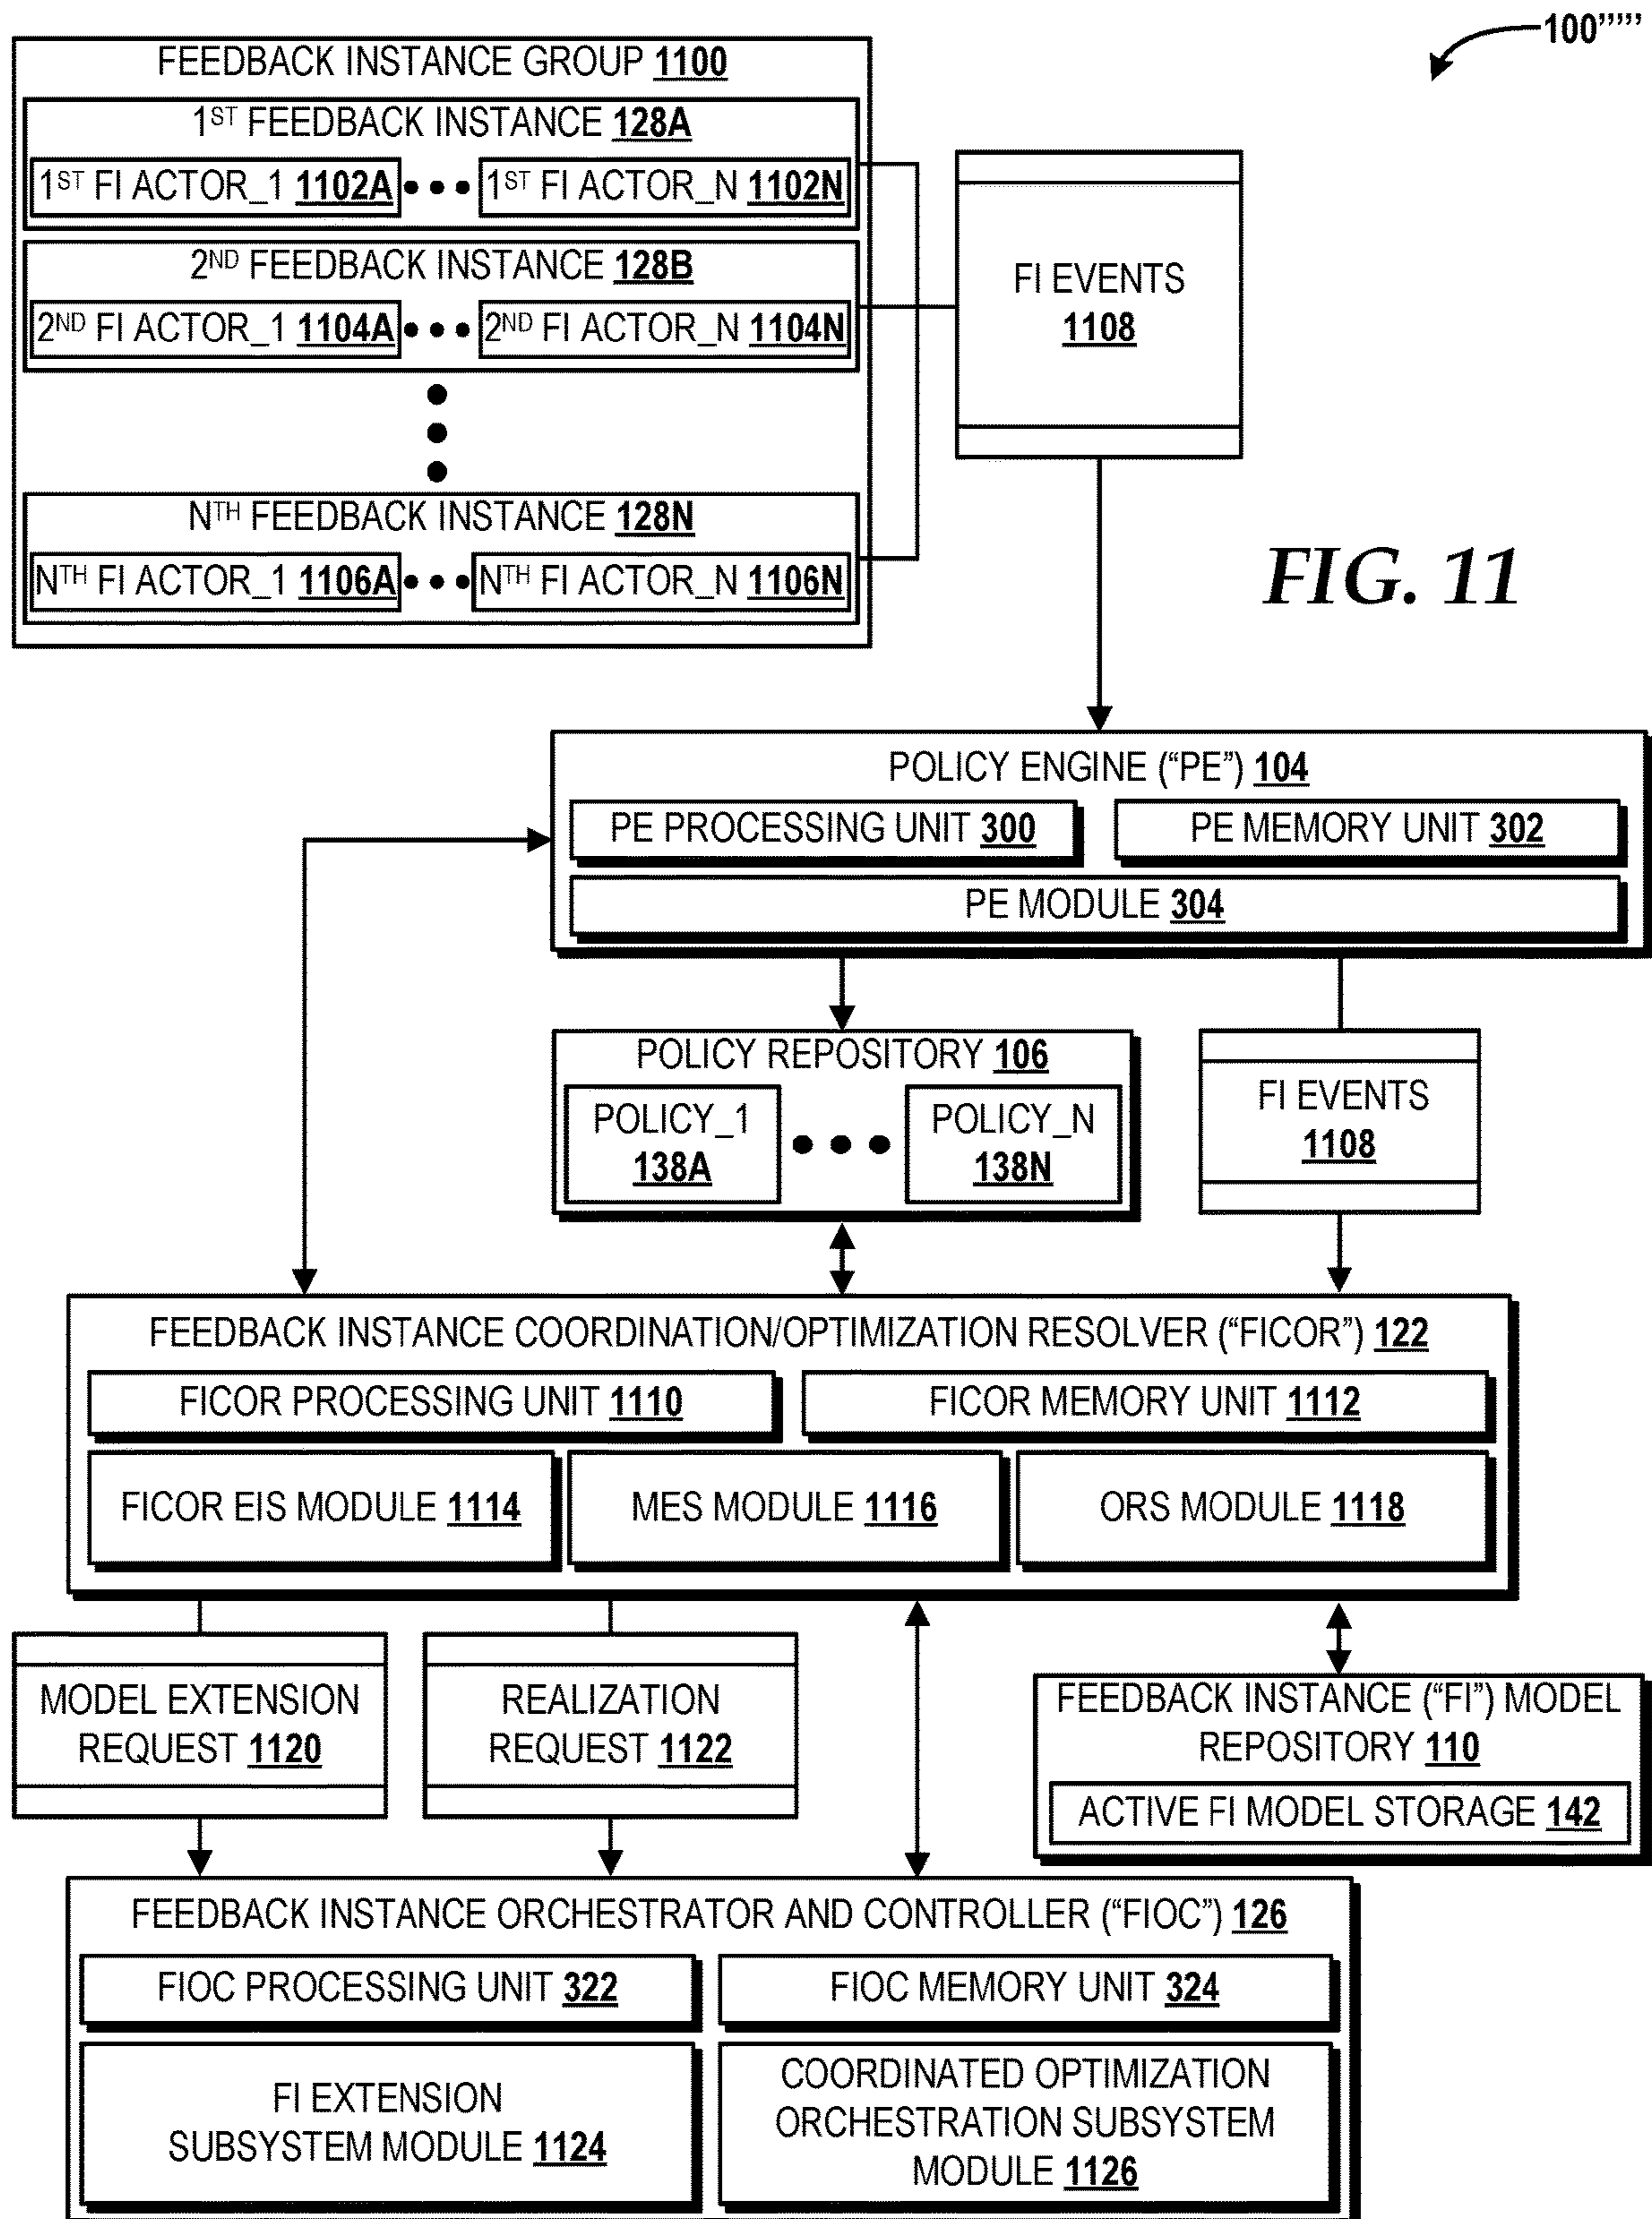 100’’’’’
FEEDBACK INSTANCE GROUP 1100
1ST FEEDBACK INSTANCE 128A
1ST FI ACTOR_1 1102A
1ST FI ACTOR_N 1102N
2ND FEEDBACK INSTANCE 128B
2ND FI ACTOR_1 1104A
2ND FI ACTOR_N 1104N
NTH FEEDBACK INSTANCE 128N
NTH FI ACTOR_1 1106A
NTH FI ACTOR_N 1106N
FI EVENTS
1108
FIG. 11
POLICY ENGINE (“PE”) 104
PE PROCESSING UNIT 300
PE MEMORY UNIT 302
PE MODULE 304
POLICY REPOSITORY 106
POLICY_1
138A
POLICY_N
138N
FI EVENTS
1108
FEEDBACK INSTANCE COORDINATION/OPTIMIZATION RESOLVER (“FICOR”) 122
FICOR PROCESSING UNIT 1110
FICOR MEMORY UNIT 1112
FICOR EIS MODULE 1114
MES MODULE 1116
ORS MODULE 1118
MODEL EXTENSION
REQUEST 1120
REALIZATION
REQUEST 1122
FEEDBACK INSTANCE (“FI”) MODEL
REPOSITORY 110
ACTIVE FI MODEL STORAGE 142
FEEDBACK INSTANCE ORCHESTRATOR AND CONTROLLER (“FIOC”) 126
FIOC PROCESSING UNIT 322
FIOC MEMORY UNIT 324
FI EXTENSION
SUBSYSTEM MODULE 1124
COORDINATED OPTIMIZATION
ORCHESTRATION SUBSYSTEM
MODULE 1126